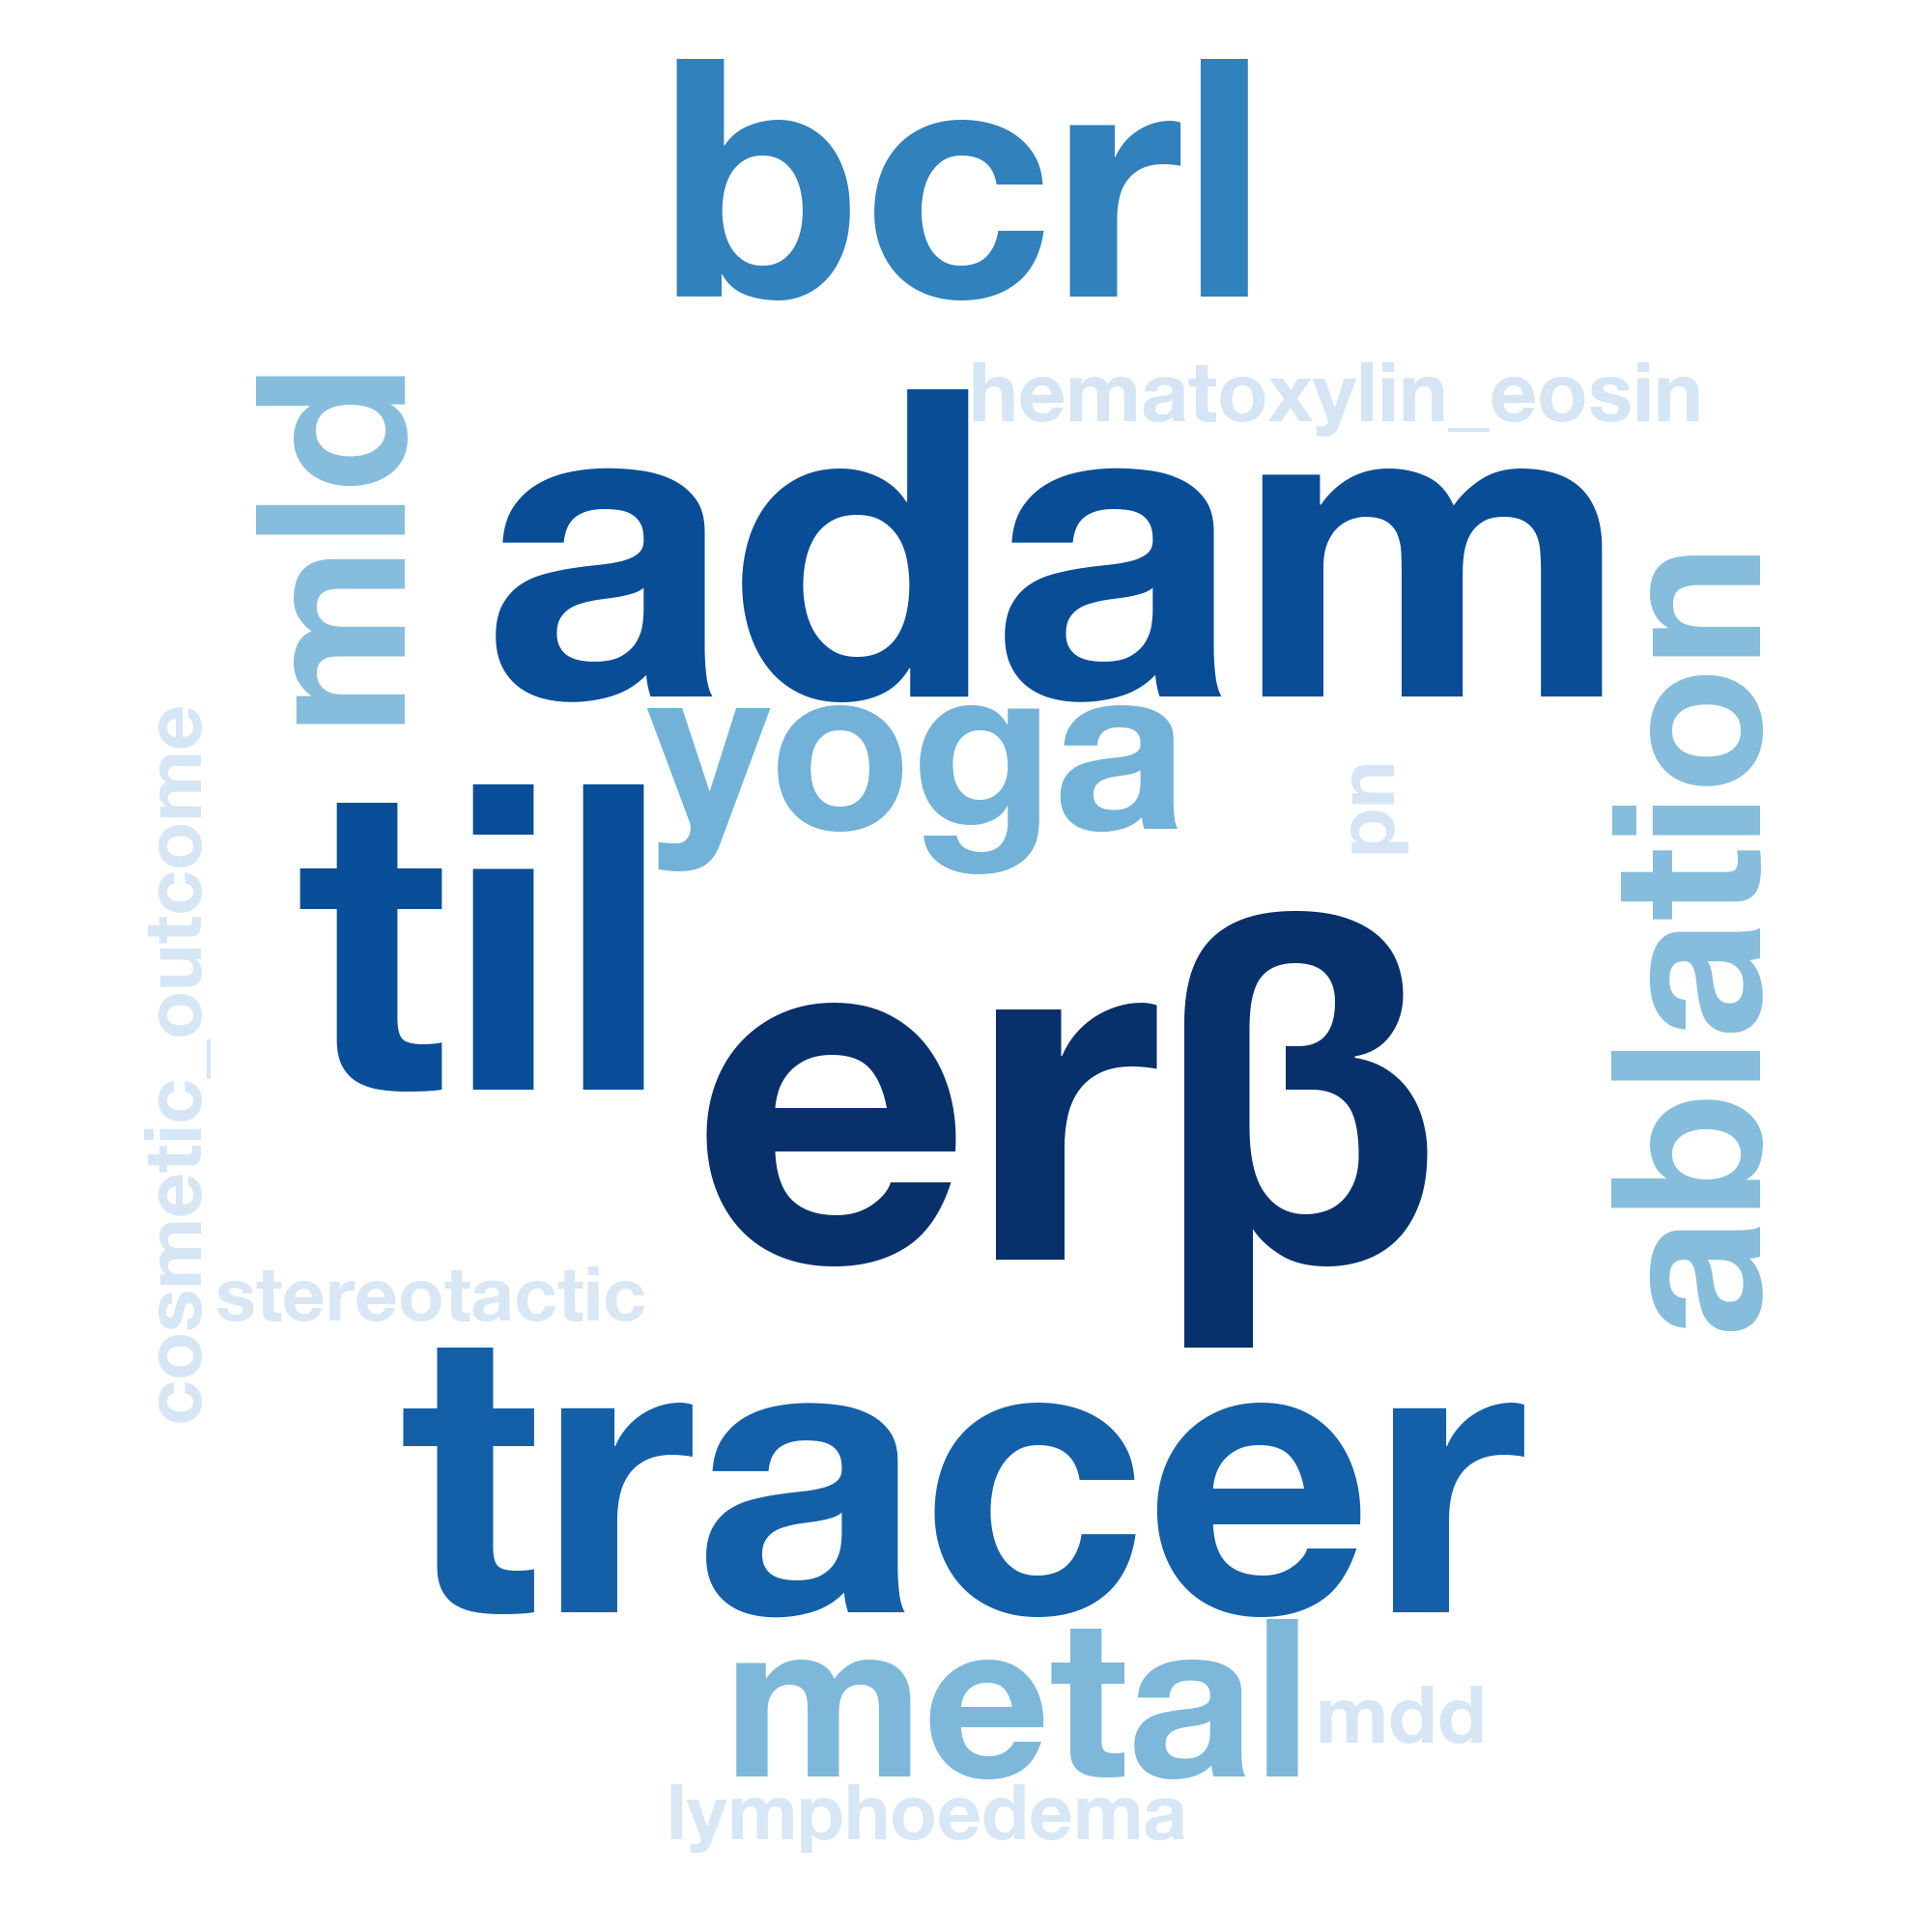 bcrl
hematoxylin_eosin
mld
adam
ablation
yoga
pn
cosmetic_outcome
til
erβ
stereotactic
tracer
metal
mdd
lymphoedema